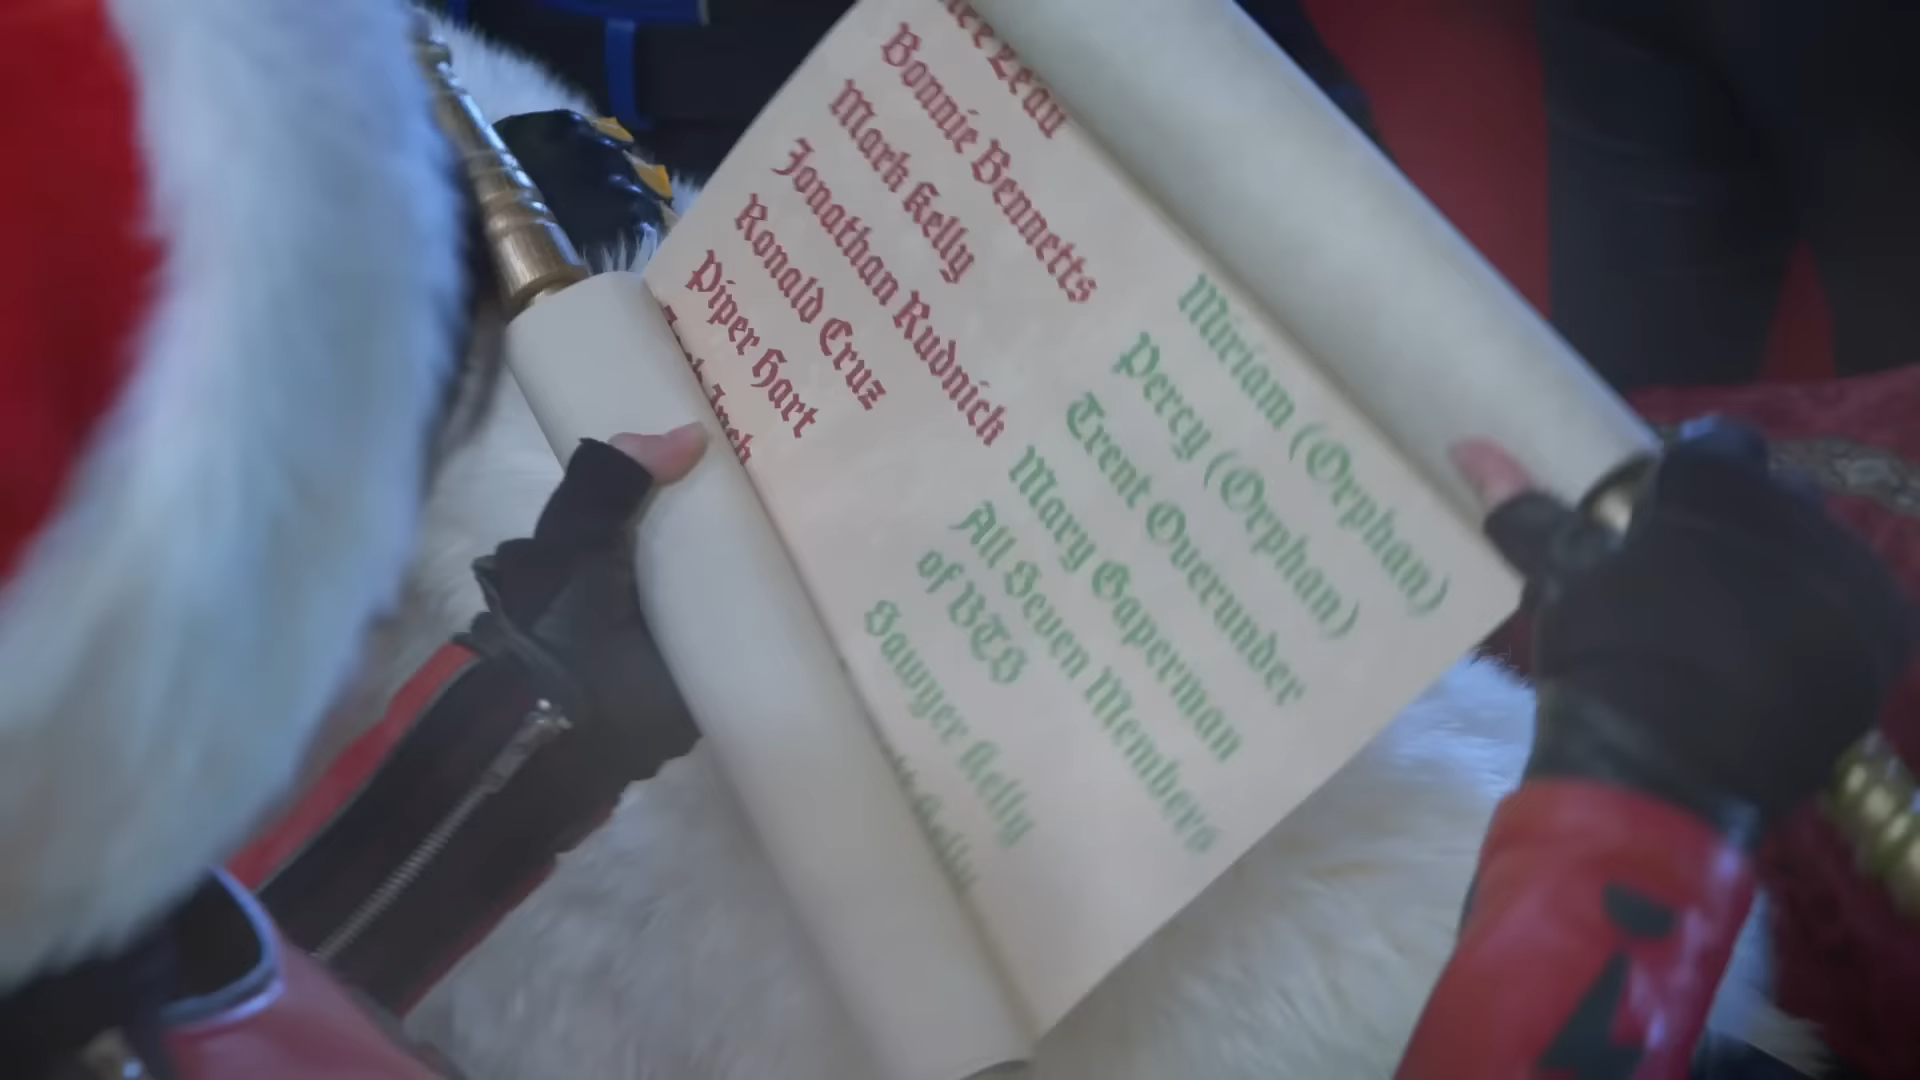 Bonnie Bennetts
Mark Kelly
Jonathan Rudnick
Ronald Cruz
Piper Hart
Miriam (Orphan)
Percy (Orphan)
Trent Overunder
Mary Gaperman
All Seven Members
of BTS
Sawyer Kelly